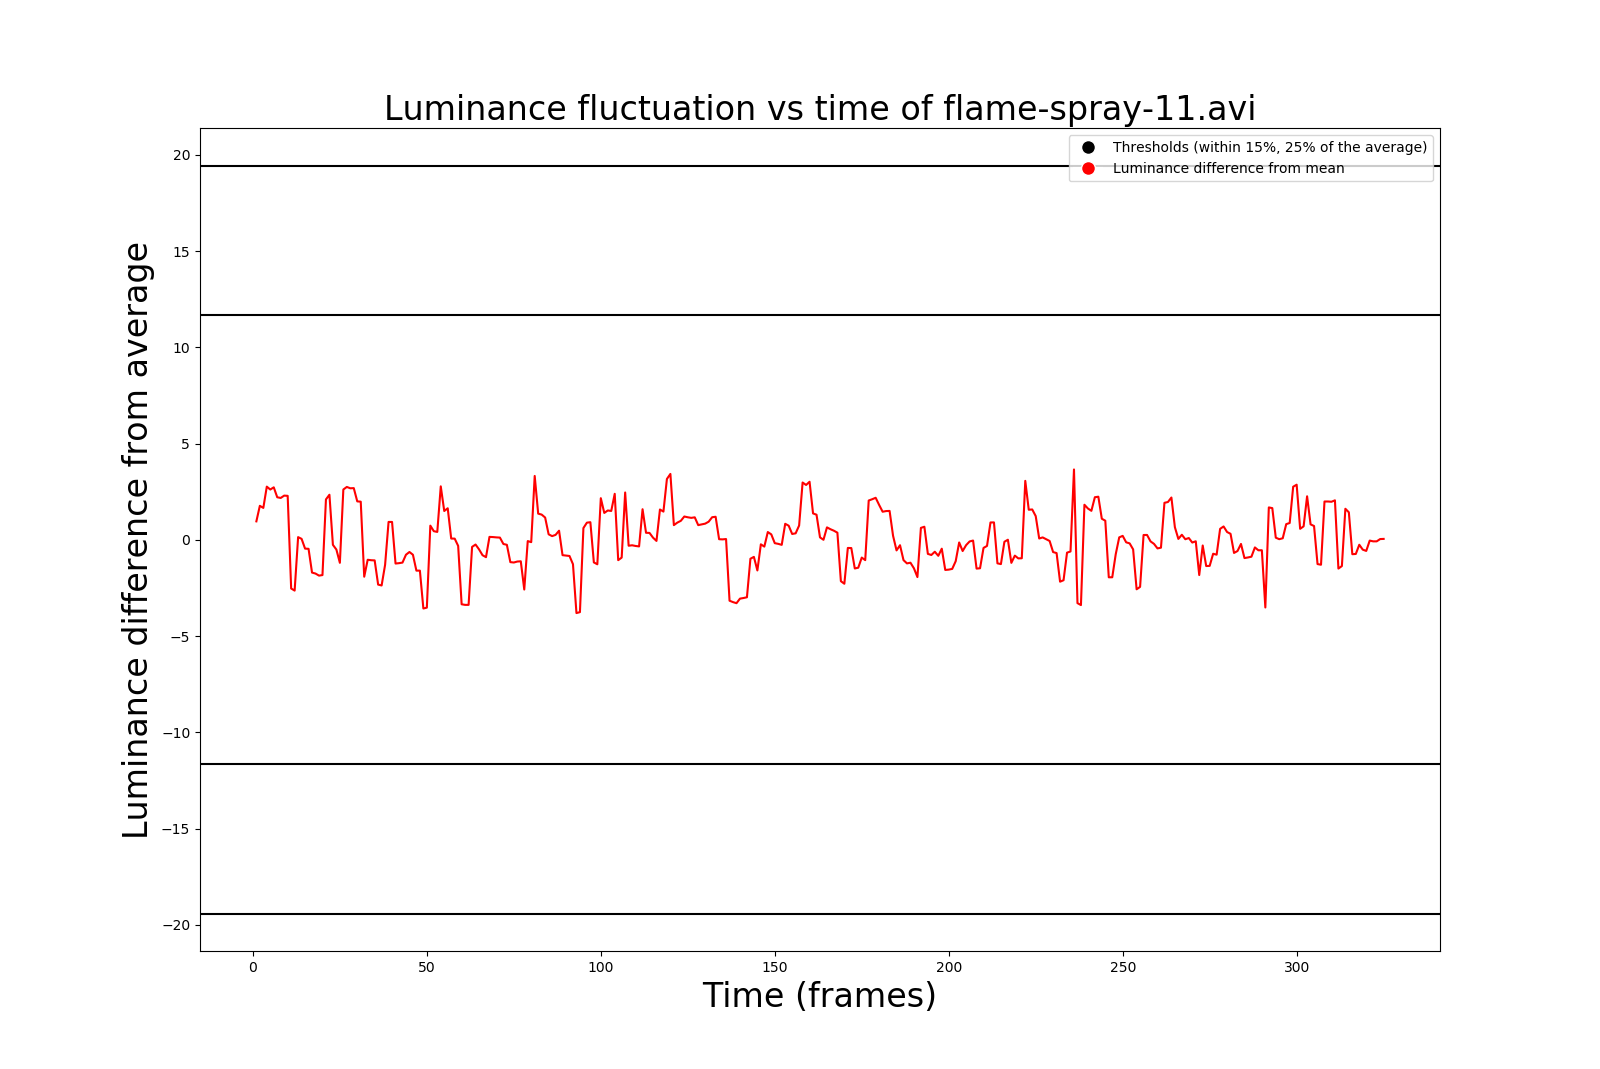 Luminance fluctuation vs time of flame-spray-11.avi
Thresholds (within 15%, 25% of the average)
Luminance difference from mean
Luminance difference from average
20
15
10
5
0
−5
−10
−15
−20
0 50 100 150 200 250 300
Time (frames)